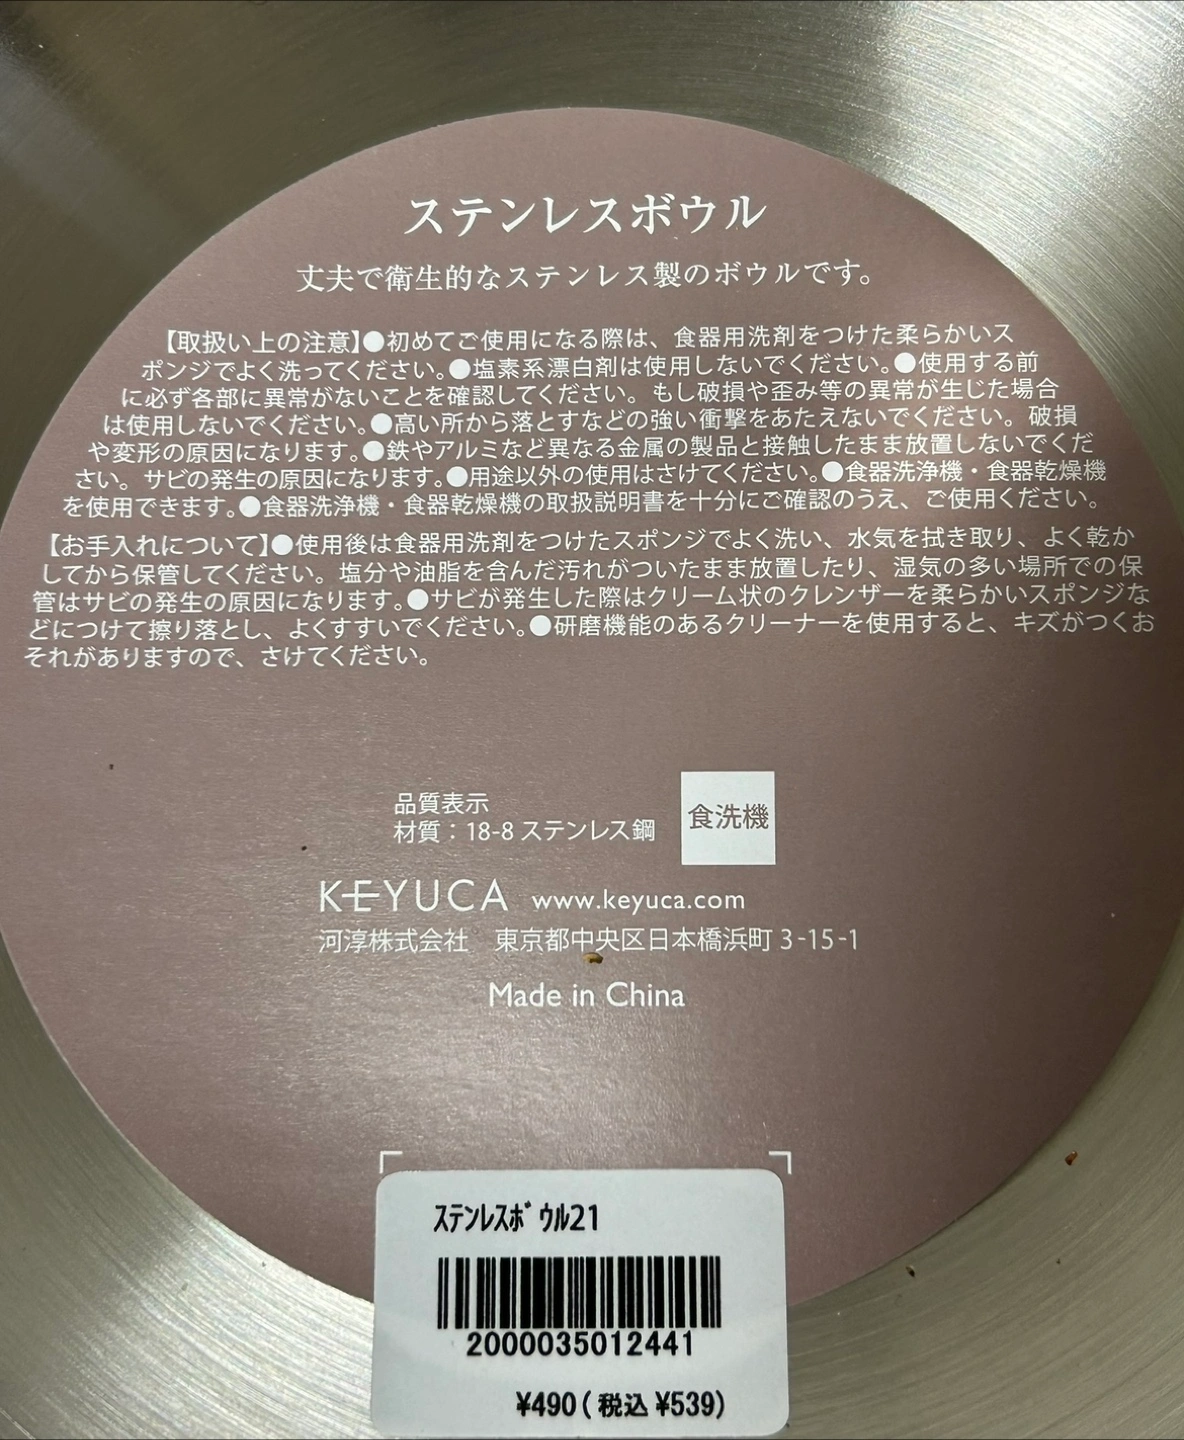 ステンレスボウル
丈夫で衛生的なステンレス製のボウルです。
【取扱い上の注意】●初めてご使用になる際は、食器用洗剤をつけた柔らかいス
ポンジでよく洗ってください。●塩素系漂白剤は使用しないでください。●使用する前
に必ず各部に異常がないことを確認してください。もし破損や歪み等の異常が生じた場合
は使用しないでください。●高い所から落とすなどの強い衝撃をあたえないでください。破損
や変形の原因になります。●鉄やアルミなど異なる金属の製品と接触したまま放置しないでくだ
さい。サビの発生の原因になります。●用途以外の使用はさけてください。●食器洗浄機・食器乾燥機
を使用できます。●食器洗浄機・食器乾燥機の取扱説明書を十分にご確認のうえ、ご使用ください。
【お手入れについて】●使用後は食器用洗剤をつけたスポンジでよく洗い、水気を拭き取り、よく乾か
してから保管してください。塩分や油脂を含んだ汚れがついたまま放置したり、湿気の多い場所での保
管はサビの発生の原因になります。●サビが発生した際はクリーム状のクレンザーを柔らかいスポンジな
どにつけて擦り落とし、よくすすいでください。●研磨機能のあるクリーナーを使用すると、キズがつくお
それがありますので、さけてください。
品質表示
材質：18-8 ステンレス鋼
食洗機
KEYUCA www.keyuca.com
河淳株式会社　東京都中央区日本橋浜町 3-15-1
Made in China
ｽﾃﾝﾚｽﾎﾞｳﾙ21
2000035012441
¥490(税込¥539)